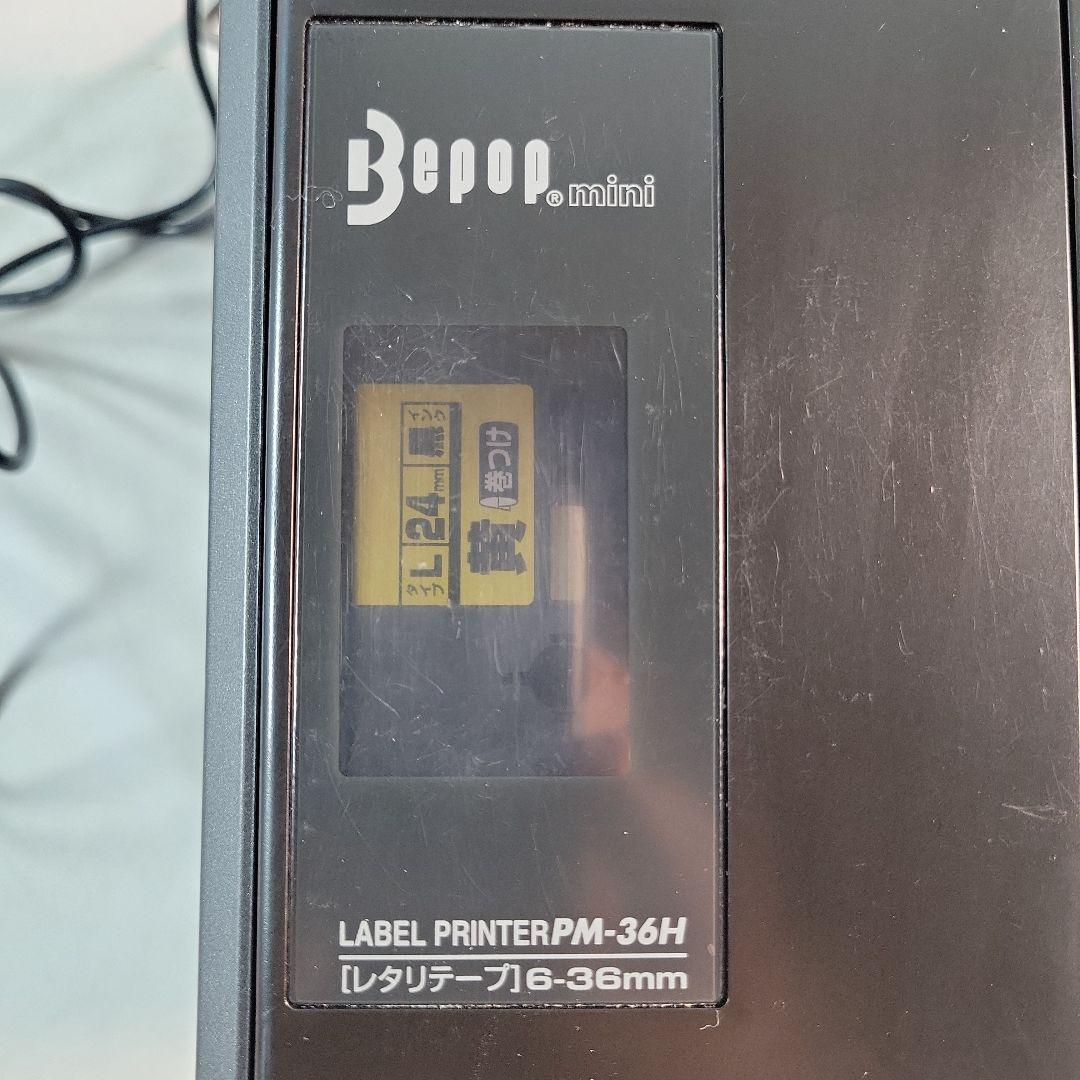 Bepop® mini
タイプ L 24mm インク 黒
黄 巻つけ
LABEL PRINTER PM-36H
[レタリテープ] 6-36mm